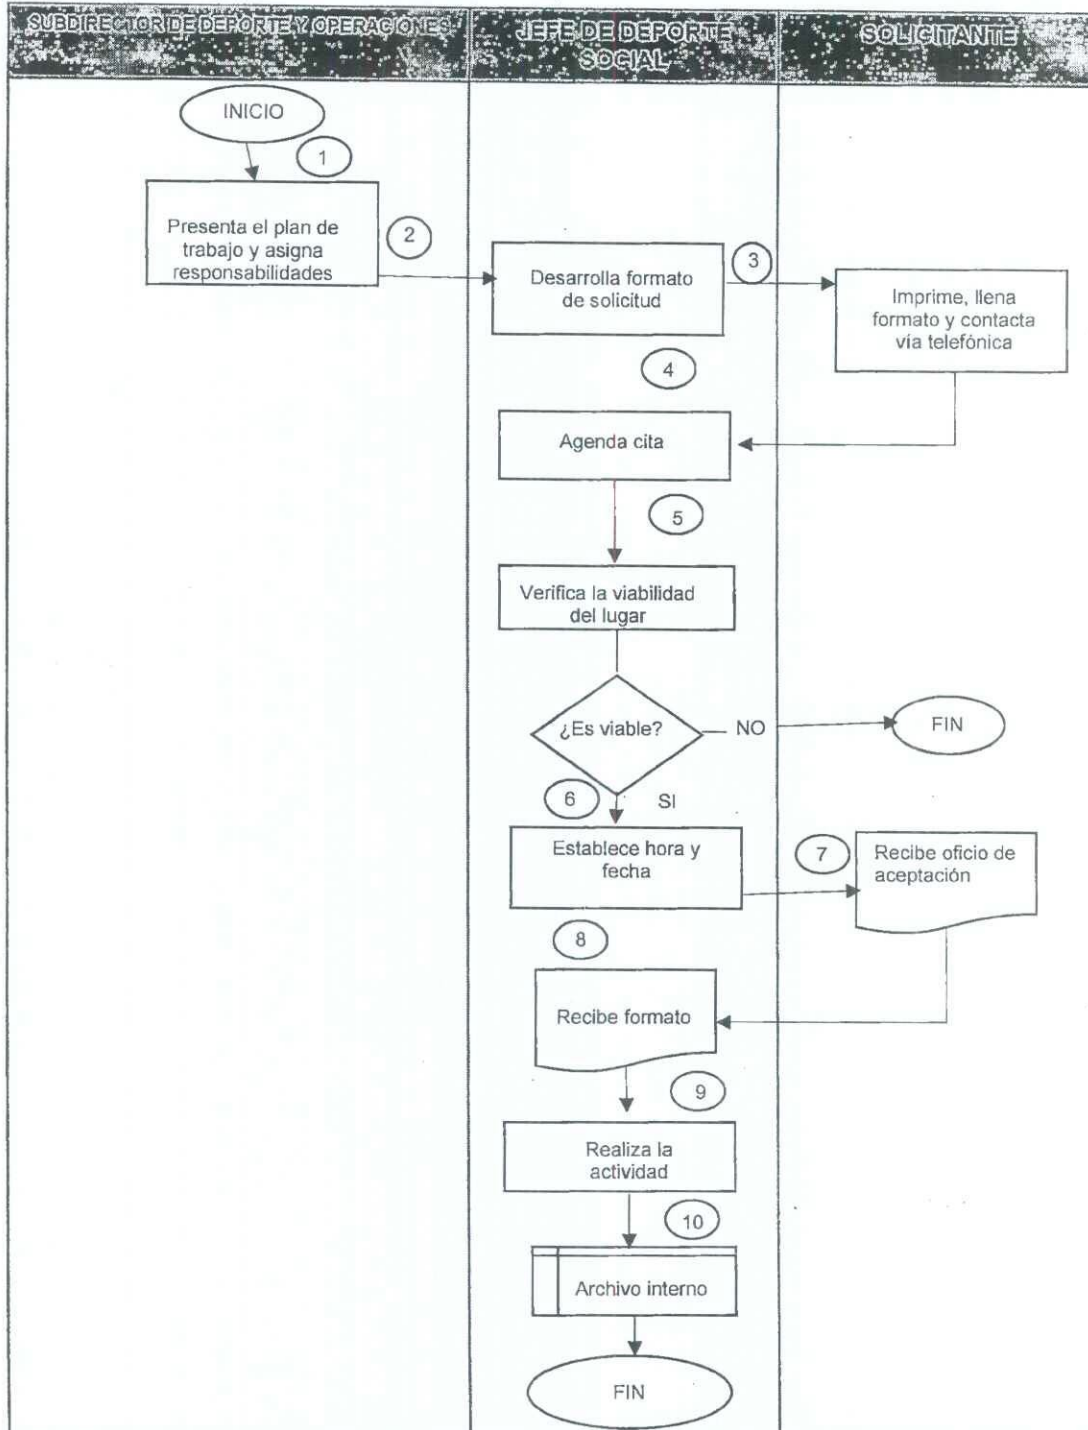 SUBDIRECTOR DE DEPORTE Y OPERACIONES
JEFE DE DEPORTE
SOCIAL
SOLICITANTE
INICIO
1
Presenta el plan de
trabajo y asigna
responsabilidades
2
Desarrolla formato
de solicitud
3
Imprime, llena
formato y contacta
vía telefónica
4
Agenda cita
5
Verifica la viabilidad
del lugar
¿Es viable?
NO
FIN
6
SI
Establece hora y
fecha
7
Recibe oficio de
aceptación
8
Recibe formato
9
Realiza la
actividad
10
Archivo interno
FIN